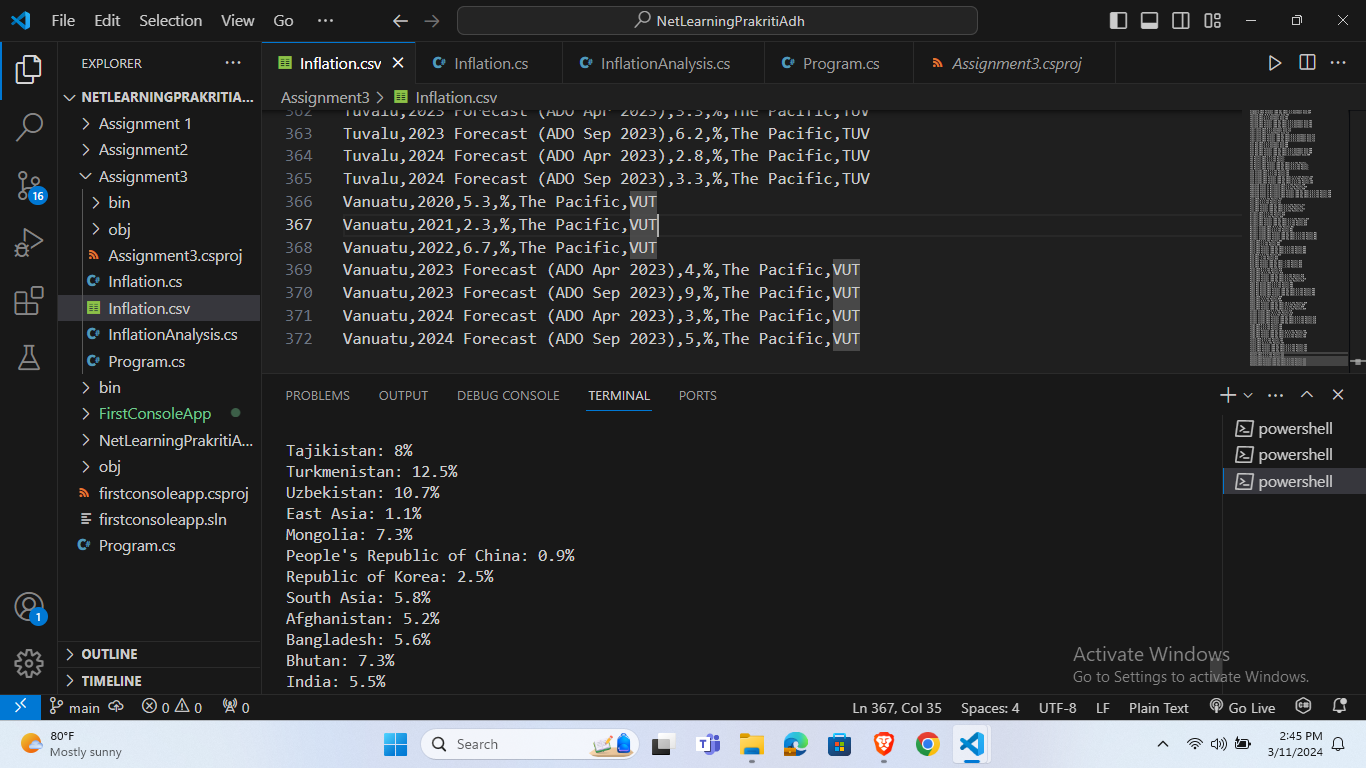 File Edit Selection View Go ··· NetLearningPrakritiAdh
EXPLORER ···
NETLEARNINGPRAKRITIA...
Assignment 1
Assignment2
Assignment3
bin
obj
Assignment3.csproj
Inflation.cs
Inflation.csv
InflationAnalysis.cs
Program.cs
bin
FirstConsoleApp
NetLearningPrakritiA...
obj
firstconsoleapp.csproj
firstconsoleapp.sln
Program.cs
OUTLINE
TIMELINE
16
1
Inflation.csv Inflation.cs InflationAnalysis.cs Program.cs Assignment3.csproj
Assignment3 > Inflation.csv
362 Tuvalu,2023 Forecast (ADO Apr 2023),3.3,%,The Pacific,TUV
363 Tuvalu,2023 Forecast (ADO Sep 2023),6.2,%,The Pacific,TUV
364 Tuvalu,2024 Forecast (ADO Apr 2023),2.8,%,The Pacific,TUV
365 Tuvalu,2024 Forecast (ADO Sep 2023),3.3,%,The Pacific,TUV
366 Vanuatu,2020,5.3,%,The Pacific,VUT
367 Vanuatu,2021,2.3,%,The Pacific,VUT
368 Vanuatu,2022,6.7,%,The Pacific,VUT
369 Vanuatu,2023 Forecast (ADO Apr 2023),4,%,The Pacific,VUT
370 Vanuatu,2023 Forecast (ADO Sep 2023),9,%,The Pacific,VUT
371 Vanuatu,2024 Forecast (ADO Apr 2023),3,%,The Pacific,VUT
372 Vanuatu,2024 Forecast (ADO Sep 2023),5,%,The Pacific,VUT
PROBLEMS OUTPUT DEBUG CONSOLE TERMINAL PORTS
Tajikistan: 8%
Turkmenistan: 12.5%
Uzbekistan: 10.7%
East Asia: 1.1%
Mongolia: 7.3%
People's Republic of China: 0.9%
Republic of Korea: 2.5%
South Asia: 5.8%
Afghanistan: 5.2%
Bangladesh: 5.6%
Bhutan: 7.3%
India: 5.5%
powershell
powershell
powershell
Activate Windows
Go to Settings to activate Windows.
main 0 0 0 Ln 367, Col 35 Spaces: 4 UTF-8 LF Plain Text Go Live
80°F
Mostly sunny
Search
2:45 PM
3/11/2024